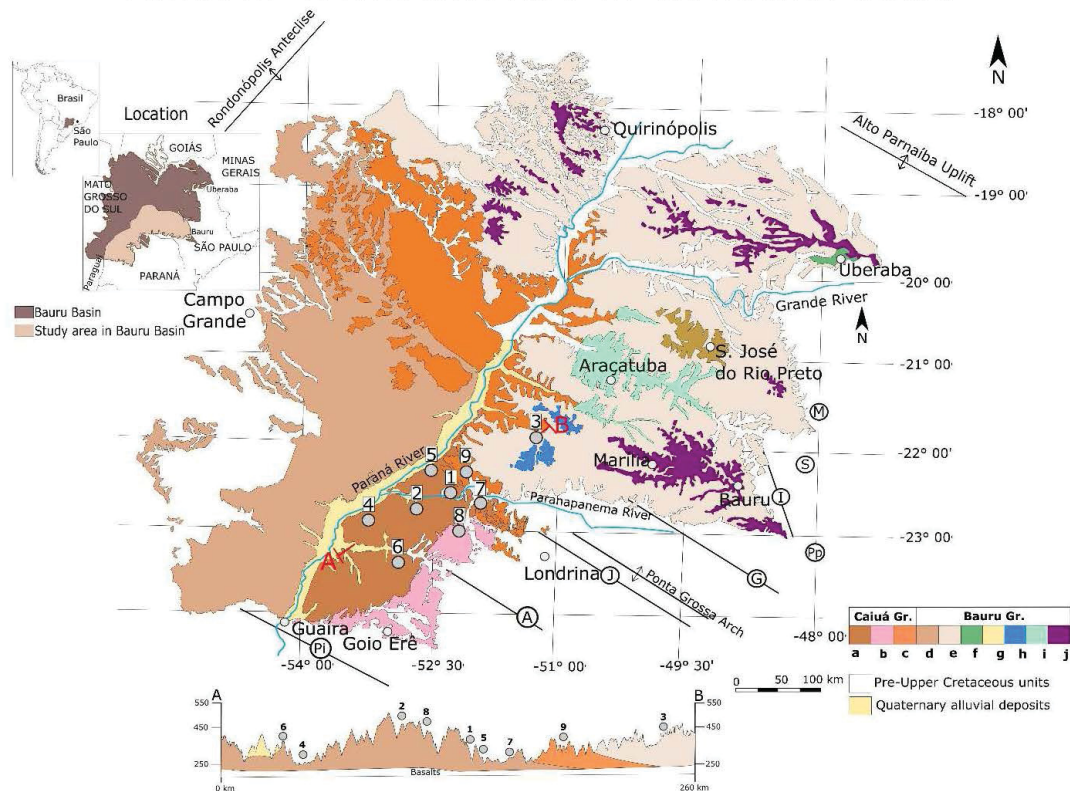 Brasil
São
Paulo
Location
GOIÁS
MINAS
GERAIS
MATO
GROSSO
DO SUL
Uberaba
Bauru
SÃO PAULO
Paraguai
PARANÁ
Bauru Basin
Study area in Bauru Basin
Rondonópolis Anteclise
N
-18° 00'
Quirinópolis
Alto Parnaíba Uplift
-19° 00'
Uberaba
-20° 00'
Grande River
N
Campo
Grande
S. José
do Rio Preto
Araçatuba
-21° 00'
M
3
B
-22° 00'
Paraná River
5
9
Marília
S
1
Bauru
I
4
2
7
Parahapanema River
8
-23° 00'
A
6
Pp
Londrina
J
Ponta Grossa Arch
G
A
Guaira
Goio Erê
Pi
-48° 00'
-54° 00'
-52° 30'
-51° 00'
-49° 30'
0 50 100 km
Caiuá Gr. Bauru Gr.
a b c d e f g h i j
Pre-Upper Cretaceous units
Quaternary alluvial deposits
A B
550 550
450 450
250 250
6 4 2 8 1 5 7 9 3
Basalts
0 km 260 km